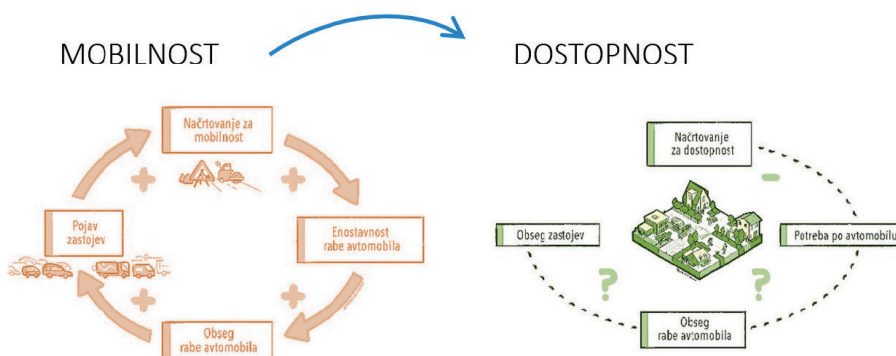 MOBILNOST
DOSTOPNOST
Načrtovanje za
mobilnost
+
+
Enostavnost
rabe avtomobila
Pojav
zastojev
+
+
Obseg
rabe avtomobila
Načrtovanje
za dostopnost
-
Obseg zastojev
Potreba po avtomobilu
?
?
Obseg
rabe avtomobila